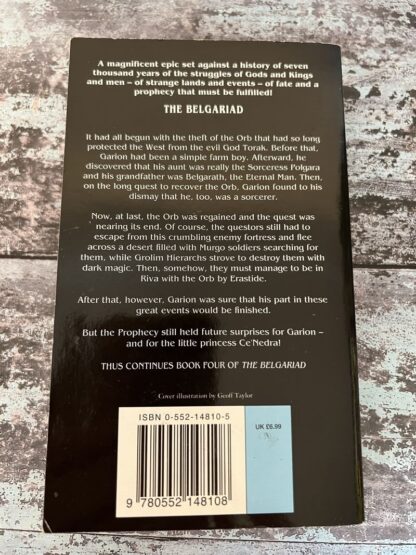 A magnificent epic set against a history of seven
thousand years of the struggles of Gods and Kings
and men – of strange lands and events – of fate and a
prophecy that must be fulfilled!
THE BELGARIAD
It had all begun with the theft of the Orb that had so long
protected the West from the evil God Torak. Before that,
Garion had been a simple farm boy. Afterward, he
discovered that his aunt was really the Sorceress Polgara
and his grandfather was Belgarath, the Eternal Man. Then,
on the long quest to recover the Orb, Garion found to his
dismay that he, too, was a sorcerer.
Now, at last, the Orb was regained and the quest was
nearing its end. Of course, the questors still had to
escape from this crumbling enemy fortress and flee
across a desert filled with Murgo soldiers searching for
them, while Grolim Hierarchs strove to destroy them with
dark magic. Then, somehow, they must manage to be in
Riva with the Orb by Erastide.
After that, however, Garion was sure that his part in these
great events would be finished.
But the Prophecy still held future surprises for Garion –
and for the little princess Ce'Nedra!
THUS CONTINUES BOOK FOUR OF THE BELGARIAD
Cover illustration by Geoff Taylor
ISBN 0-552-14810-5
UK £6.99
9 780552 148108